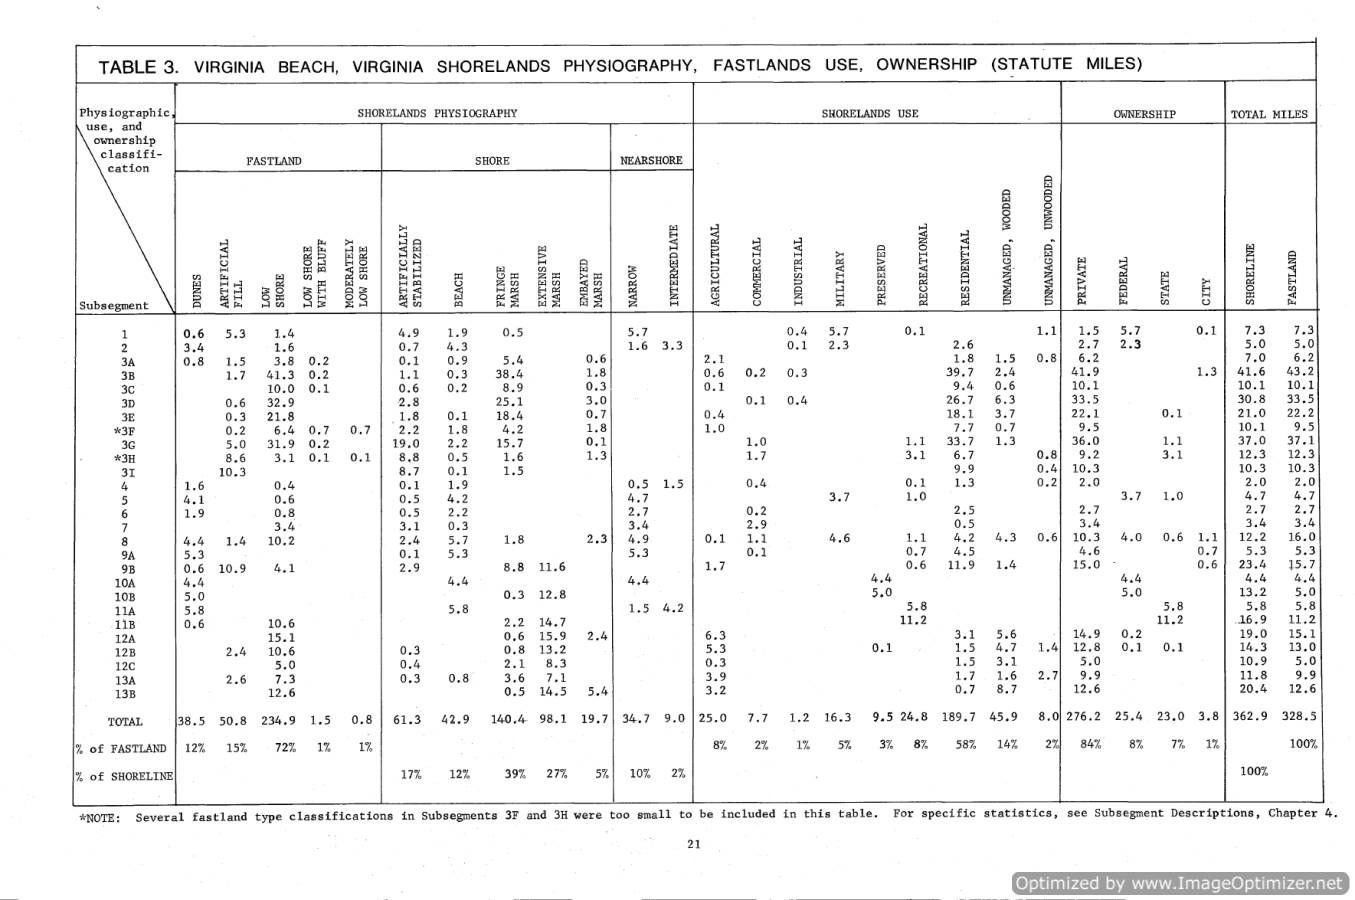 TABLE 3. VIRGINIA BEACH, VIRGINIA SHORELANDS PHYSIOGRAPHY, FASTLANDS USE, OWNERSHIP (STATUTE MILES)
Physiographic, use, and ownership classifi-cation
SHORELANDS PHYSIOGRAPHY SHORELANDS USE OWNERSHIP TOTAL MILES
FASTLAND SHORE NEARSHORE
Subsegment DUNES ARTIFICIAL FILL LOW SHORE LOW SHORE WITH BLUFF MODERATELY LOW SHORE ARTIFICIALLY STABILIZED BEACH FRINGE MARSH EXTENSIVE MARSH EMBAYED MARSH NARROW INTERMEDIATE AGRICULTURAL COMMERCIAL INDUSTRIAL MILITARY PRESERVED RECREATIONAL RESIDENTIAL UNMANAGED, WOODED UNMANAGED, UNWOODED PRIVATE FEDERAL STATE CITY SHORELINE FASTLAND
1 0.6 5.3 1.4 4.9 1.9 0.5 5.7 0.4 5.7 0.1 1.1 1.5 5.7 0.1 7.3 7.3
2 3.4 1.6 0.7 4.3 1.6 3.3 0.1 2.3 2.6 2.7 2.3 5.0 5.0
3A 0.8 1.5 3.8 0.2 0.1 0.9 5.4 0.6 2.1 1.8 1.5 0.8 6.2 7.0 6.2
3B 1.7 41.3 0.2 1.1 0.3 38.4 1.8 0.6 0.2 0.3 39.7 2.4 41.9 1.3 41.6 43.2
3C 10.0 0.1 0.6 0.2 8.9 0.3 0.1 9.4 0.6 10.1 10.1 10.1
3D 0.6 32.9 2.8 25.1 3.0 0.1 0.4 26.7 6.3 33.5 30.8 33.5
3E 0.3 21.8 1.8 0.1 18.4 0.7 0.4 18.1 3.7 22.1 0.1 21.0 22.2
*3F 0.2 6.4 0.7 0.7 2.2 1.8 4.2 1.8 1.0 7.7 0.7 9.5 10.1 9.5
3G 5.0 31.9 0.2 19.0 2.2 15.7 0.1 1.0 1.1 33.7 1.3 36.0 1.1 37.0 37.1
*3H 8.6 3.1 0.1 0.1 8.8 0.5 1.6 1.3 1.7 3.1 6.7 0.8 9.2 3.1 12.3 12.3
3I 10.3 8.7 0.1 1.5 9.9 0.4 10.3 10.3 10.3
4 1.6 0.4 0.1 1.9 0.5 1.5 0.4 0.1 1.3 0.2 2.0 2.0 2.0
5 4.1 0.6 0.5 4.2 4.7 3.7 1.0 3.7 1.0 4.7 4.7
6 1.9 0.8 0.5 2.2 2.7 0.2 2.5 2.7 2.7 2.7
7 3.4 3.1 0.3 3.4 2.9 0.5 3.4 3.4 3.4
8 4.4 1.4 10.2 2.4 5.7 1.8 2.3 4.9 0.1 1.1 4.6 1.1 4.2 4.3 0.6 10.3 4.0 0.6 1.1 12.2 16.0
9A 5.3 0.1 5.3 5.3 0.1 0.7 4.5 4.6 0.7 5.3 5.3
9B 0.6 10.9 4.1 2.9 8.8 11.6 1.7 0.6 11.9 1.4 15.0 0.6 23.4 15.7
10A 4.4 4.4 4.4 4.4 4.4 4.4 4.4
10B 5.0 0.3 12.8 5.0 5.0 13.2 5.0
11A 5.8 5.8 1.5 4.2 5.8 5.8 5.8 5.8
11B 0.6 10.6 2.2 14.7 11.2 11.2 16.9 11.2
12A 15.1 0.6 15.9 2.4 6.3 3.1 5.6 14.9 0.2 19.0 15.1
12B 2.4 10.6 0.3 0.8 13.2 5.3 0.1 1.5 4.7 1.4 12.8 0.1 0.1 14.3 13.0
12C 5.0 0.4 2.1 8.3 0.3 1.5 3.1 5.0 10.9 5.0
13A 2.6 7.3 0.3 0.8 3.6 7.1 3.9 1.7 1.6 2.7 9.9 11.8 9.9
13B 12.6 0.5 14.5 5.4 3.2 0.7 8.7 12.6 20.4 12.6
TOTAL 38.5 50.8 234.9 1.5 0.8 61.3 42.9 140.4 98.1 19.7 34.7 9.0 25.0 7.7 1.2 16.3 9.5 24.8 189.7 45.9 8.0 276.2 25.4 23.0 3.8 362.9 328.5
% of FASTLAND 12% 15% 72% 1% 1% 8% 2% 1% 5% 3% 8% 58% 14% 2% 84% 8% 7% 1% 100%
% of SHORELINE 17% 12% 39% 27% 5% 10% 2% 100%
*NOTE: Several fastland type classifications in Subsegments 3F and 3H were too small to be included in this table. For specific statistics, see Subsegment Descriptions, Chapter 4.
21
Optimized by www.ImageOptimizer.net